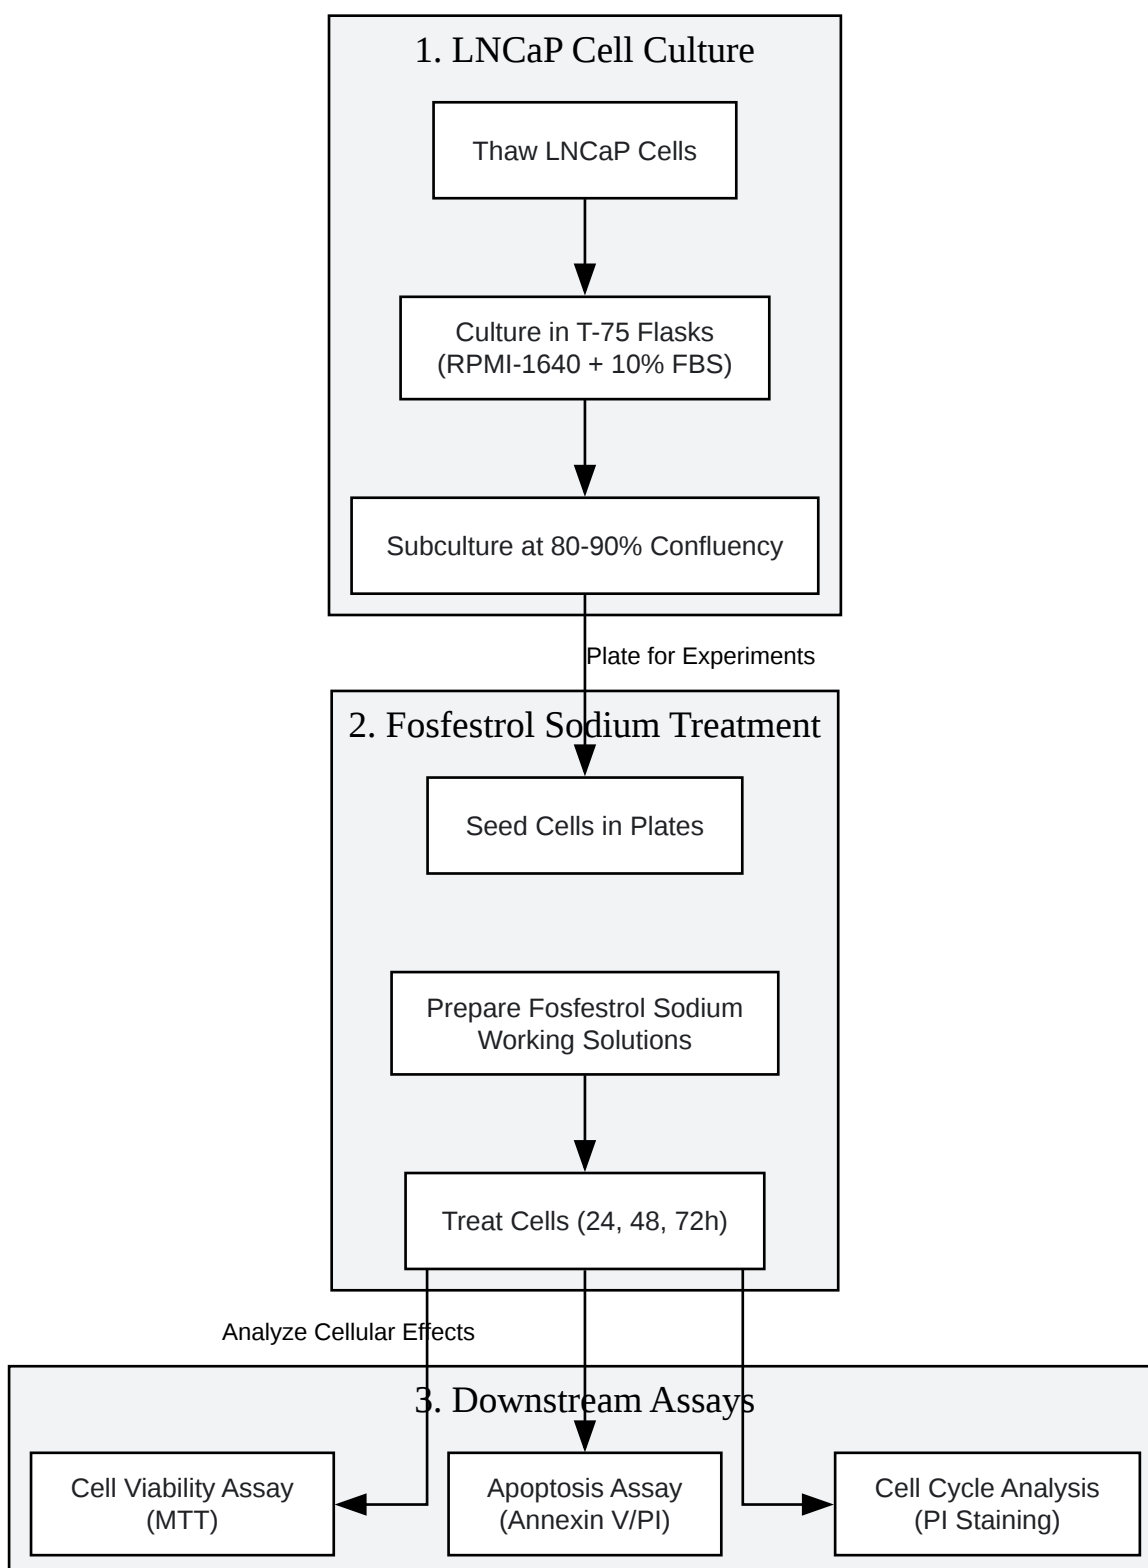 1. LNCaP Cell Culture
Thaw LNCaP Cells
Culture in T-75 Flasks
(RPMI-1640 + 10% FBS)
Subculture at 80-90% Confluency
Plate for Experiments
2. Fosfestrol Sodium Treatment
Seed Cells in Plates
Prepare Fosfestrol Sodium
Working Solutions
Treat Cells (24, 48, 72h)
Analyze Cellular Effects
3. Downstream Assays
Cell Viability Assay
(MTT)
Apoptosis Assay
(Annexin V/PI)
Cell Cycle Analysis
(PI Staining)